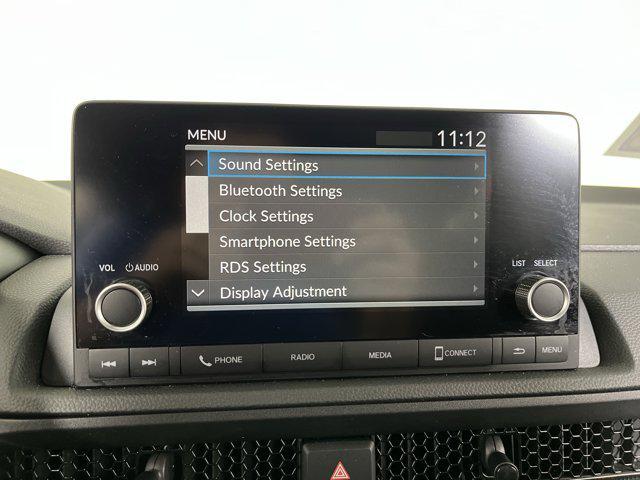 MENU 11:12
Sound Settings
Bluetooth Settings
Clock Settings
Smartphone Settings
RDS Settings
Display Adjustment
VOL AUDIO
LIST SELECT
PHONE RADIO MEDIA CONNECT MENU